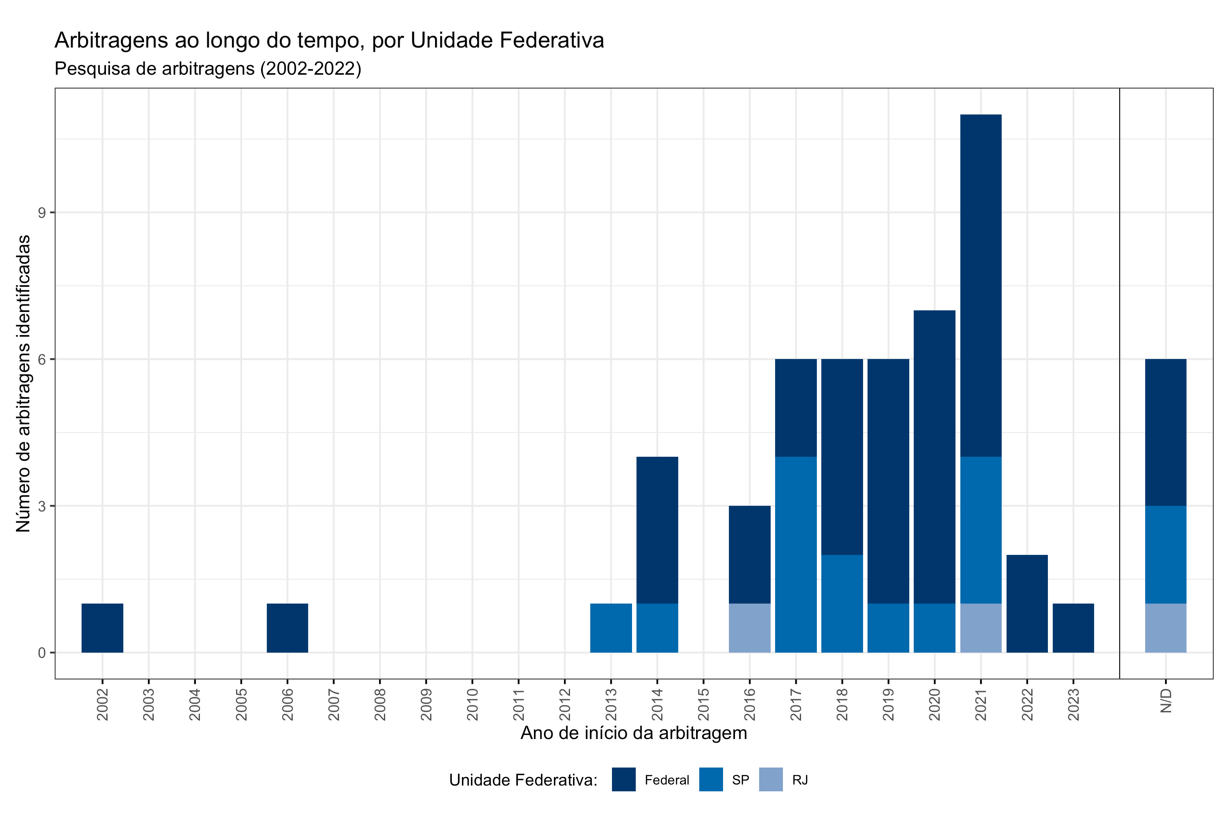 Arbitragens ao longo do tempo, por Unidade Federativa
Pesquisa de arbitragens (2002-2022)
Número de arbitragens identificadas
9
6
3
0
2002 2003 2004 2005 2006 2007 2008 2009 2010 2011 2012 2013 2014 2015 2016 2017 2018 2019 2020 2021 2022 2023 N/D
Ano de início da arbitragem
Unidade Federativa: Federal SP RJ